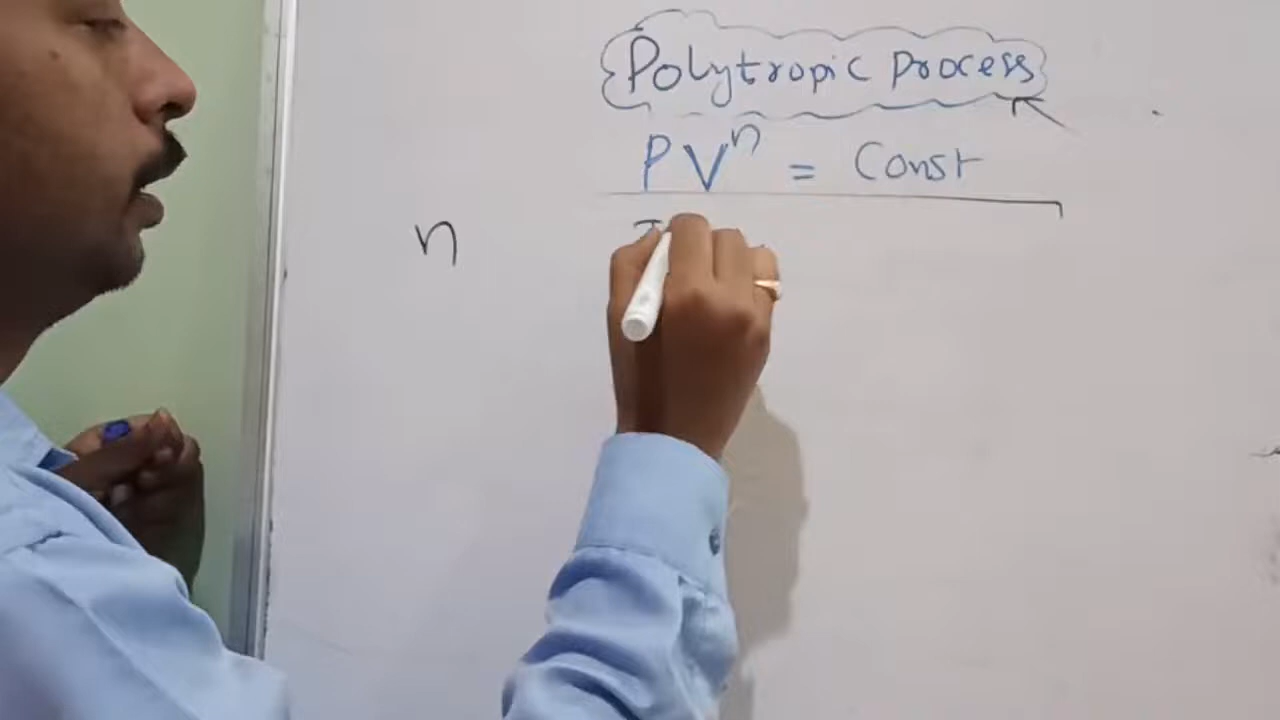 Polytropic process
PV^n = Const
n